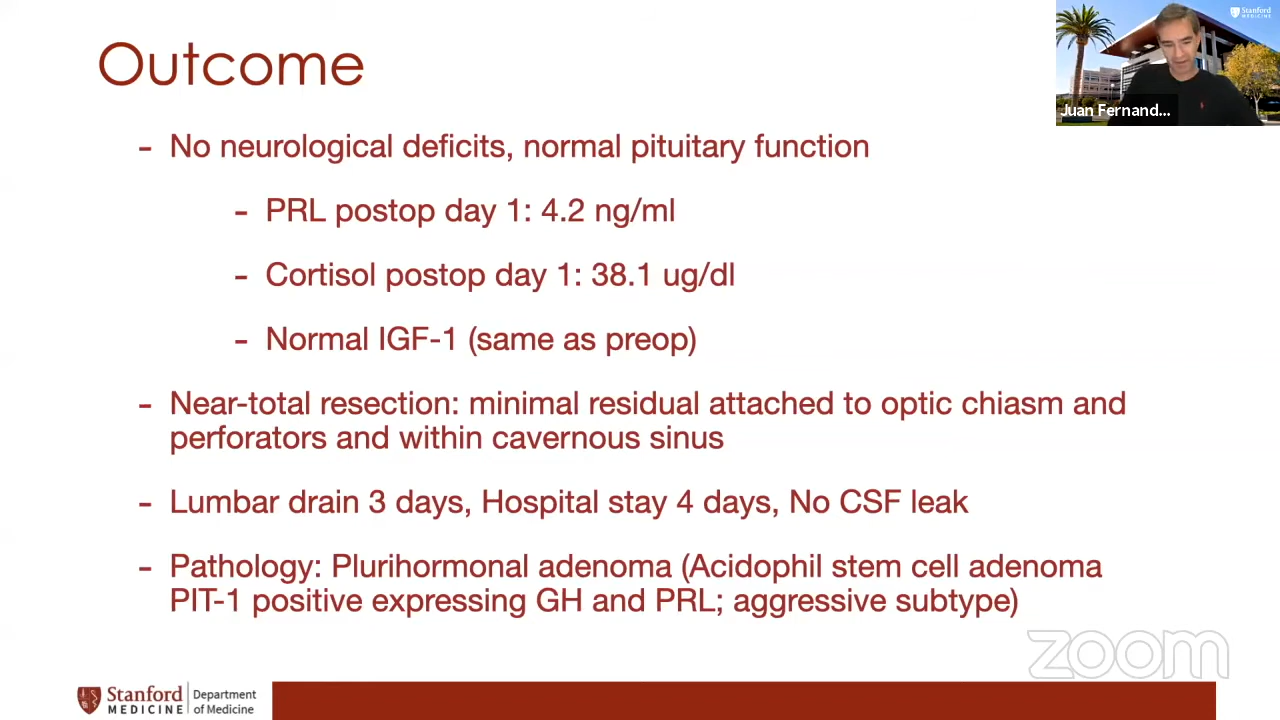 Stanford
MEDICINE
Juan Fernand...
Outcome
- No neurological deficits, normal pituitary function
- PRL postop day 1: 4.2 ng/ml
- Cortisol postop day 1: 38.1 ug/dl
- Normal IGF-1 (same as preop)
- Near-total resection: minimal residual attached to optic chiasm and
perforators and within cavernous sinus
- Lumbar drain 3 days, Hospital stay 4 days, No CSF leak
- Pathology: Plurihormonal adenoma (Acidophil stem cell adenoma
PIT-1 positive expressing GH and PRL; aggressive subtype)
zoom
Stanford
MEDICINE
Department
of Medicine